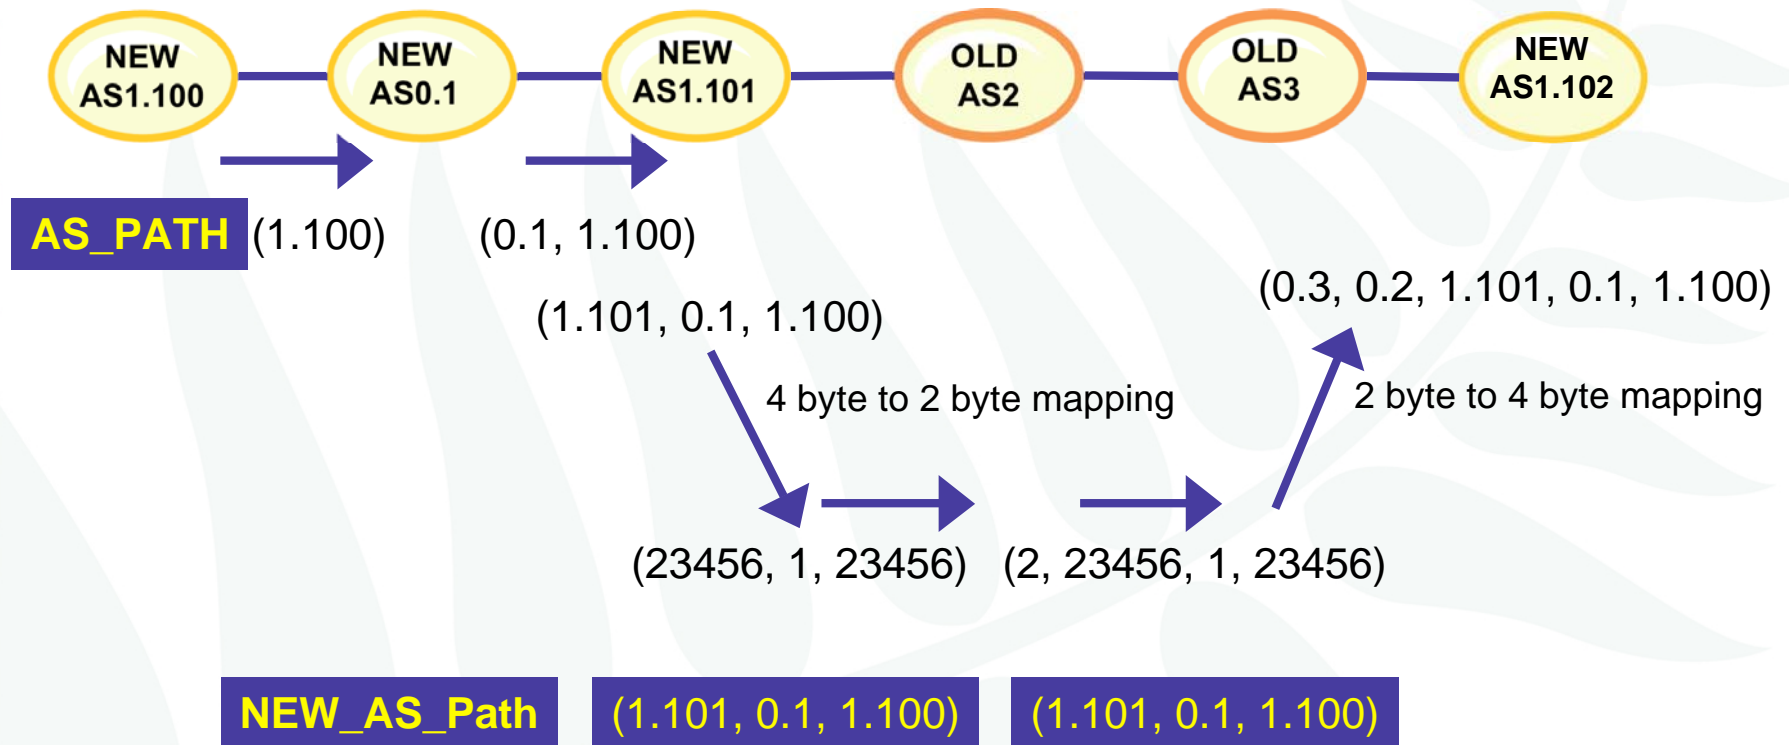 NEW
AS1.100
NEW
AS0.1
NEW
AS1.101
OLD
AS2
OLD
AS3
NEW
AS1.102
AS_PATH
(1.100)
(0.1, 1.100)
(0.3, 0.2, 1.101, 0.1, 1.100)
(1.101, 0.1, 1.100)
4 byte to 2 byte mapping
2 byte to 4 byte mapping
(23456, 1, 23456)
(2, 23456, 1, 23456)
NEW_AS_Path
(1.101, 0.1, 1.100)
(1.101, 0.1, 1.100)